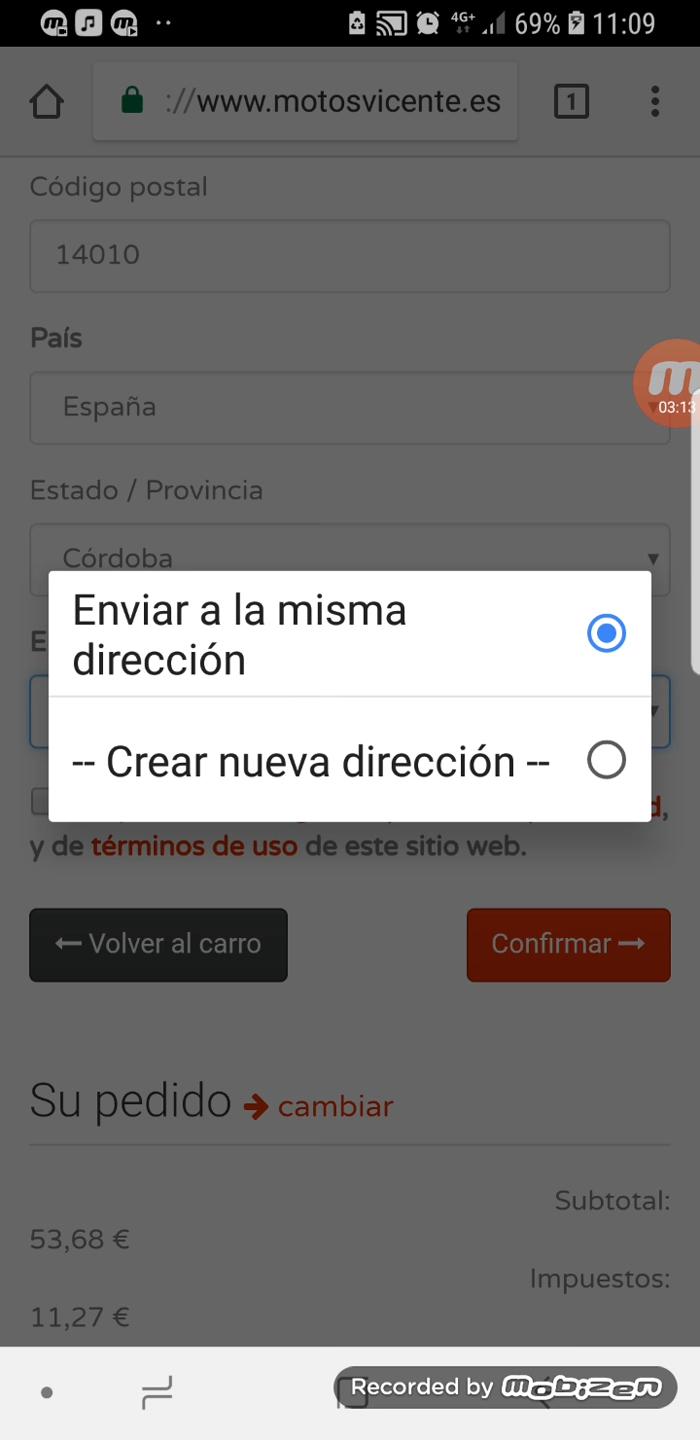 4G+ 69% 11:09
://www.motosvicente.es
1
Código postal
14010
País
España
03:13
Estado / Provincia
Córdoba
Enviar a la misma
dirección
E
-- Crear nueva dirección --
d,
y de términos de uso de este sitio web.
← Volver al carro
Confirmar →
Su pedido → cambiar
Subtotal:
53,68 €
Impuestos:
11,27 €
Recorded by mobizen